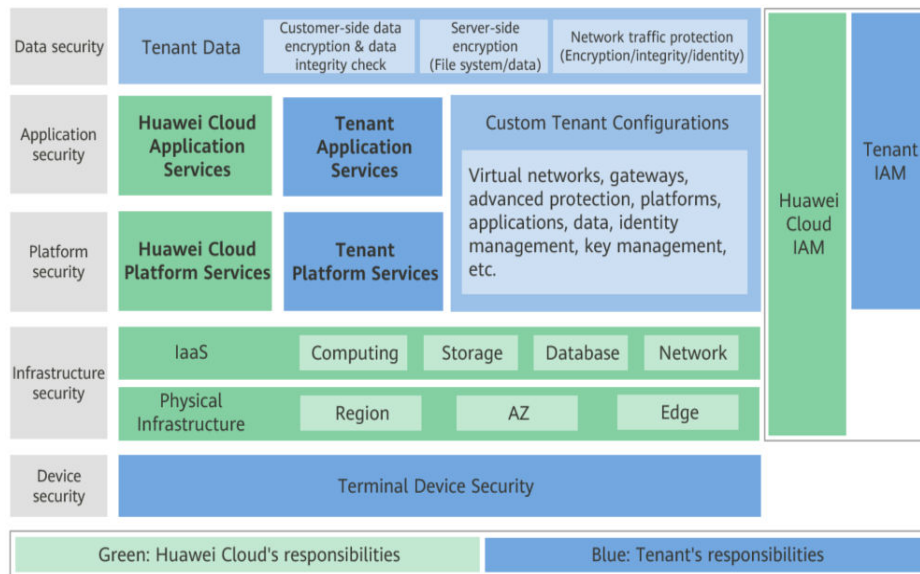 Data security
Tenant Data
Customer-side data
encryption & data
integrity check
Server-side
encryption
(File system/data)
Network traffic protection
(Encryption/integrity/identity)
Application
security
Huawei Cloud
Application
Services
Tenant
Application
Services
Custom Tenant Configurations
Virtual networks, gateways,
advanced protection, platforms,
applications, data, identity
management, key management,
etc.
Platform
security
Huawei Cloud
Platform Services
Tenant
Platform Services
Huawei
Cloud
IAM
Tenant
IAM
Infrastructure
security
IaaS
Computing
Storage
Database
Network
Physical
Infrastructure
Region
AZ
Edge
Device
security
Terminal Device Security
Green: Huawei Cloud's responsibilities
Blue: Tenant's responsibilities